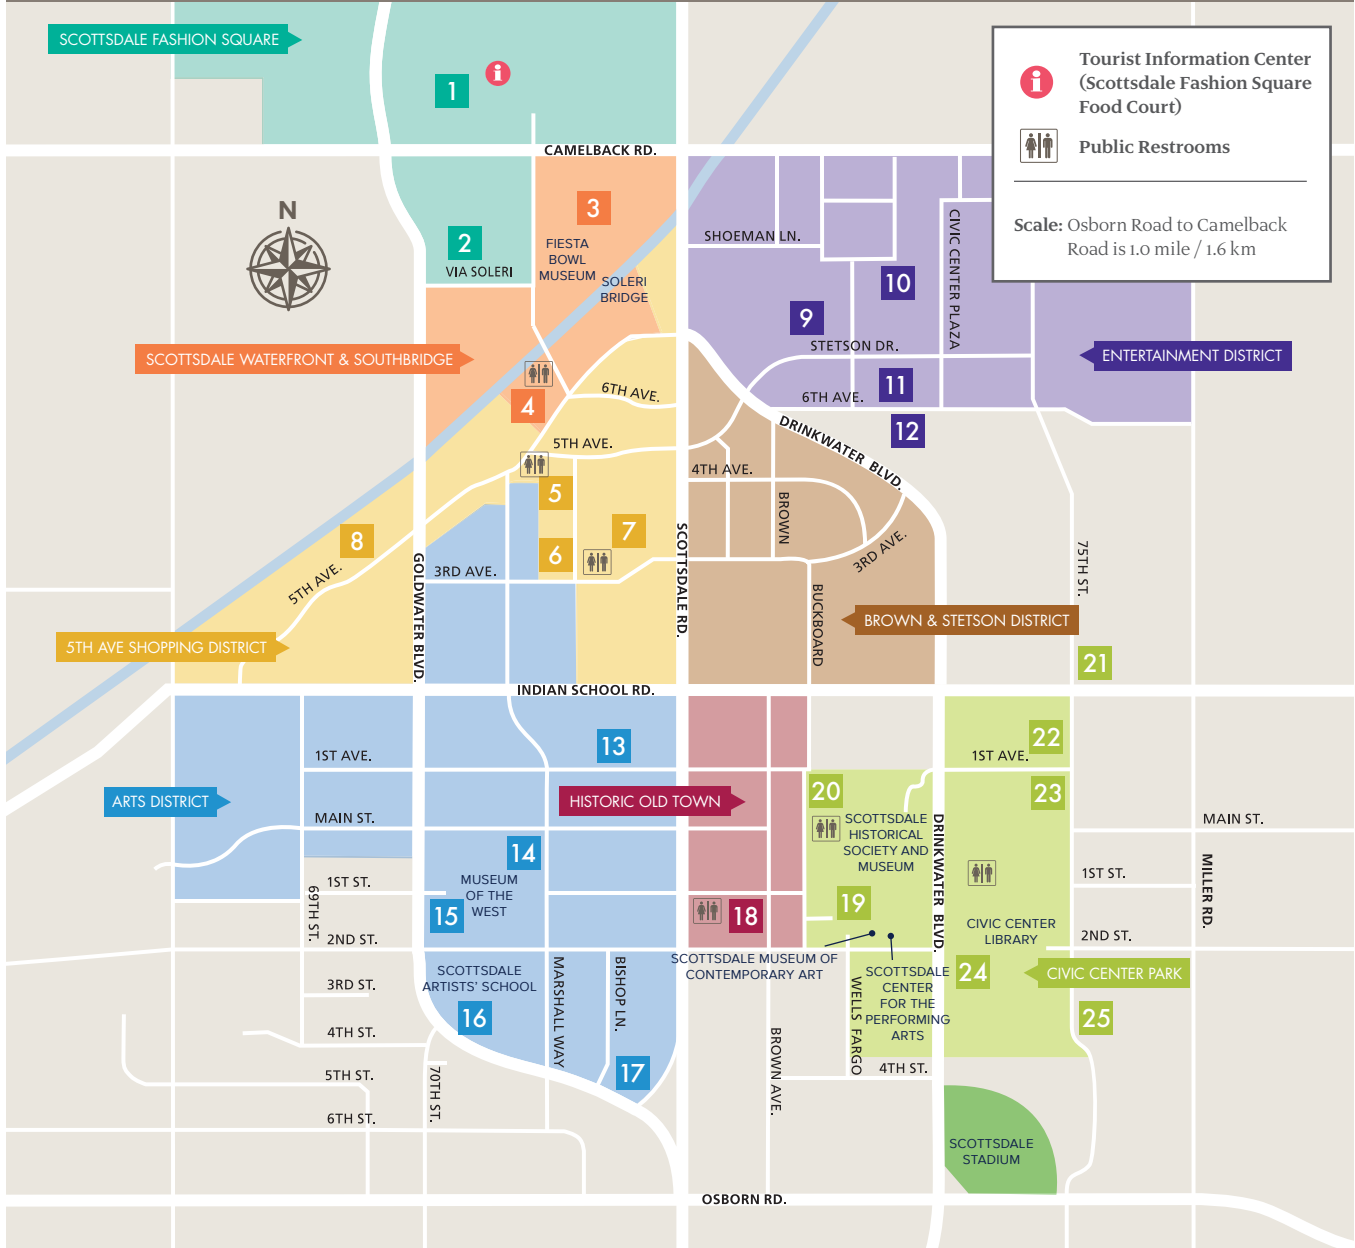 SCOTTSDALE FASHION SQUARE
1
i
i
Tourist Information Center
(Scottsdale Fashion Square
Food Court)
Public Restrooms
Scale: Osborn Road to Camelback
Road is 1.0 mile / 1.6 km
CAMELBACK RD.
N
2
VIA SOLERI
3
FIESTA
BOWL
MUSEUM
SOLERI
BRIDGE
SHOEMAN LN.
CIVIC CENTER PLAZA
10
9
STETSON DR.
SCOTTSDALE WATERFRONT & SOUTHBRIDGE
ENTERTAINMENT DISTRICT
11
6TH AVE.
6TH AVE.
4
12
DRINKWATER BLVD.
5TH AVE.
4TH AVE.
5
BROWN
7
8
6
3RD AVE.
3RD AVE.
5TH AVE.
GOLDWATER BLVD.
SCOTTSDALE RD.
75TH ST.
BUCKBOARD
BROWN & STETSON DISTRICT
5TH AVE SHOPPING DISTRICT
21
INDIAN SCHOOL RD.
13
22
1ST AVE.
1ST AVE.
20
23
ARTS DISTRICT
HISTORIC OLD TOWN
MAIN ST.
SCOTTSDALE
HISTORICAL
SOCIETY AND
MUSEUM
DRINKWATER BLVD.
MAIN ST.
14
MUSEUM
OF THE
WEST
1ST ST.
1ST ST.
MILLER RD.
69TH ST.
15
18
19
CIVIC CENTER
LIBRARY
2ND ST.
2ND ST.
SCOTTSDALE MUSEUM OF
CONTEMPORARY ART
SCOTTSDALE
CENTER
FOR THE
PERFORMING
ARTS
24
CIVIC CENTER PARK
SCOTTSDALE
ARTISTS' SCHOOL
3RD ST.
MARSHALL WAY
BISHOP LN.
WELLS FARGO
16
25
4TH ST.
BROWN AVE.
4TH ST.
5TH ST.
70TH ST.
17
6TH ST.
SCOTTSDALE
STADIUM
OSBORN RD.